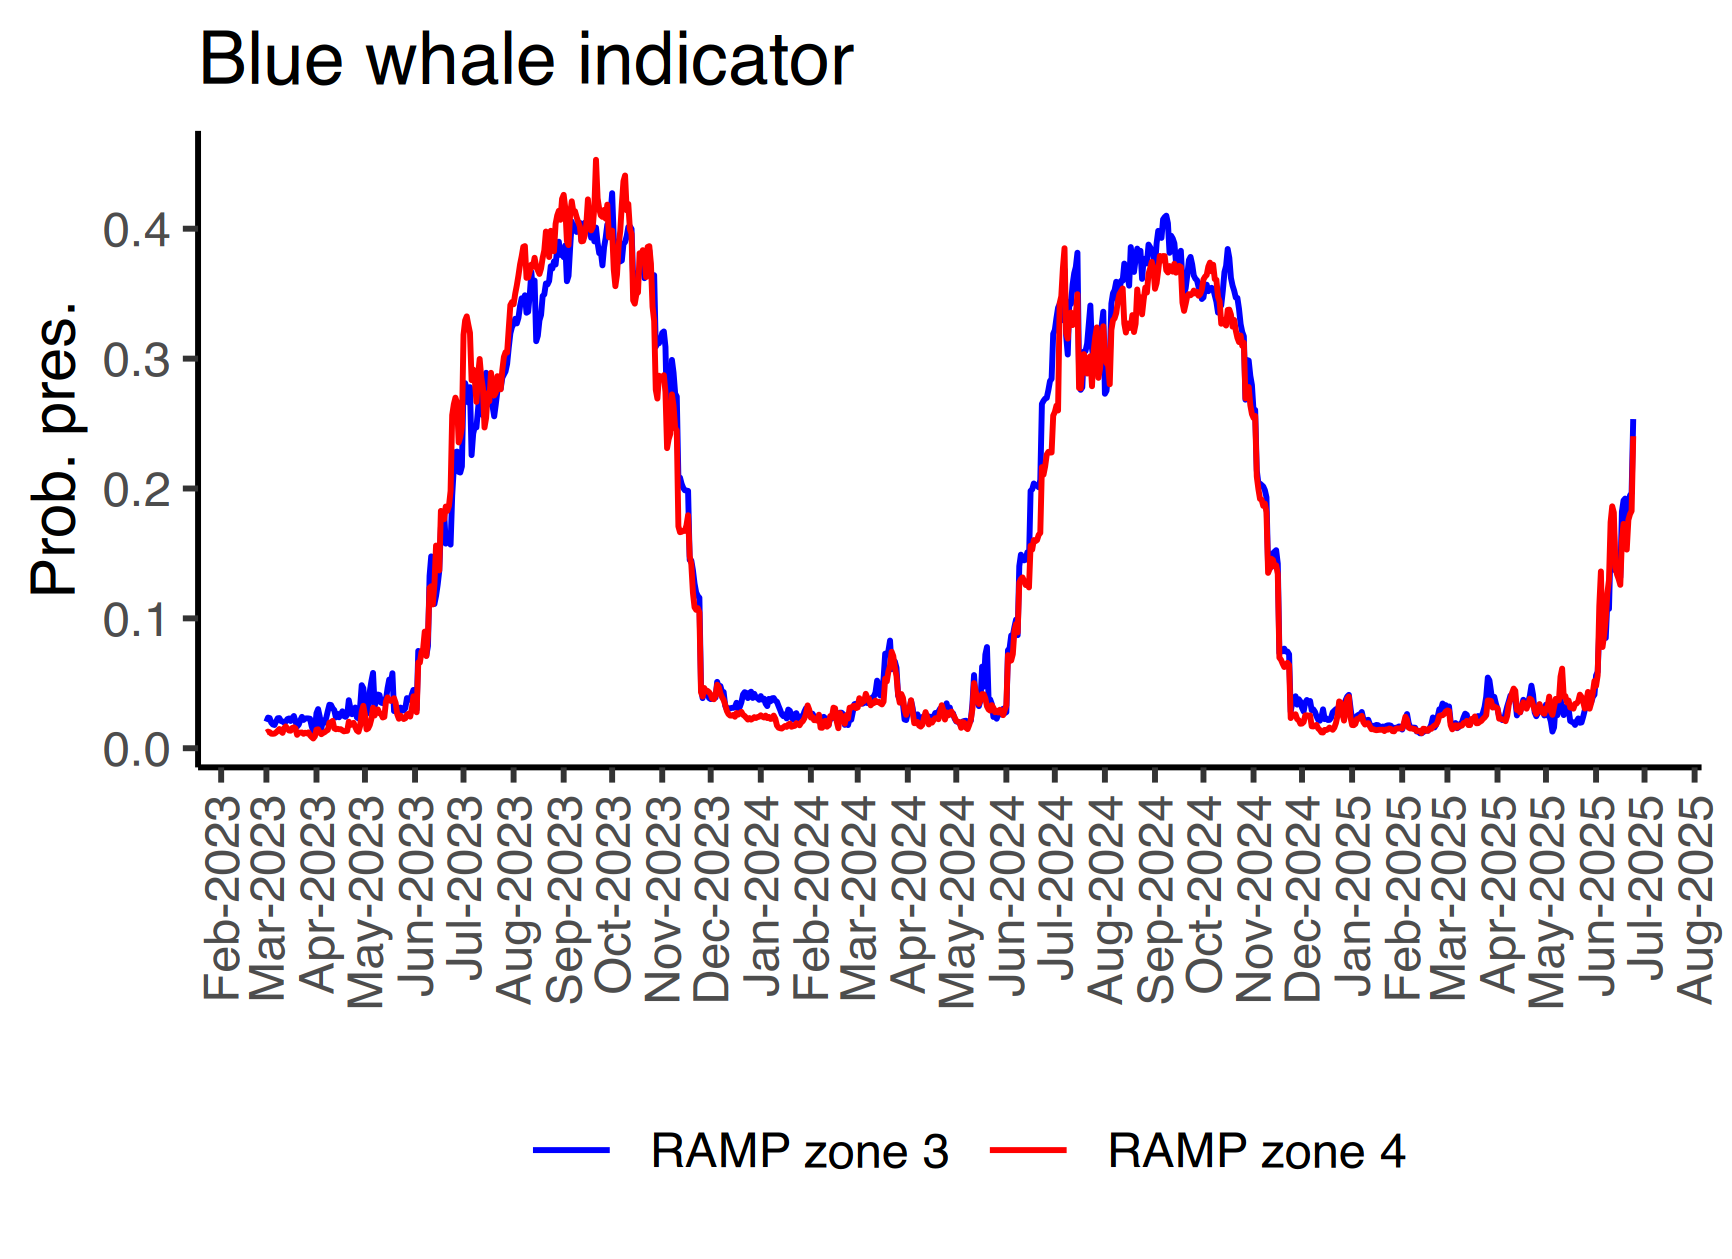 Blue whale indicator
Prob. pres.
0.4
0.3
0.2
0.1
0.0
Feb-2023
Mar-2023
Apr-2023
May-2023
Jun-2023
Jul-2023
Aug-2023
Sep-2023
Oct-2023
Nov-2023
Dec-2023
Jan-2024
Feb-2024
Mar-2024
Apr-2024
May-2024
Jun-2024
Jul-2024
Aug-2024
Sep-2024
Oct-2024
Nov-2024
Dec-2024
Jan-2025
Feb-2025
Mar-2025
Apr-2025
May-2025
Jun-2025
Jul-2025
Aug-2025
RAMP zone 3
RAMP zone 4